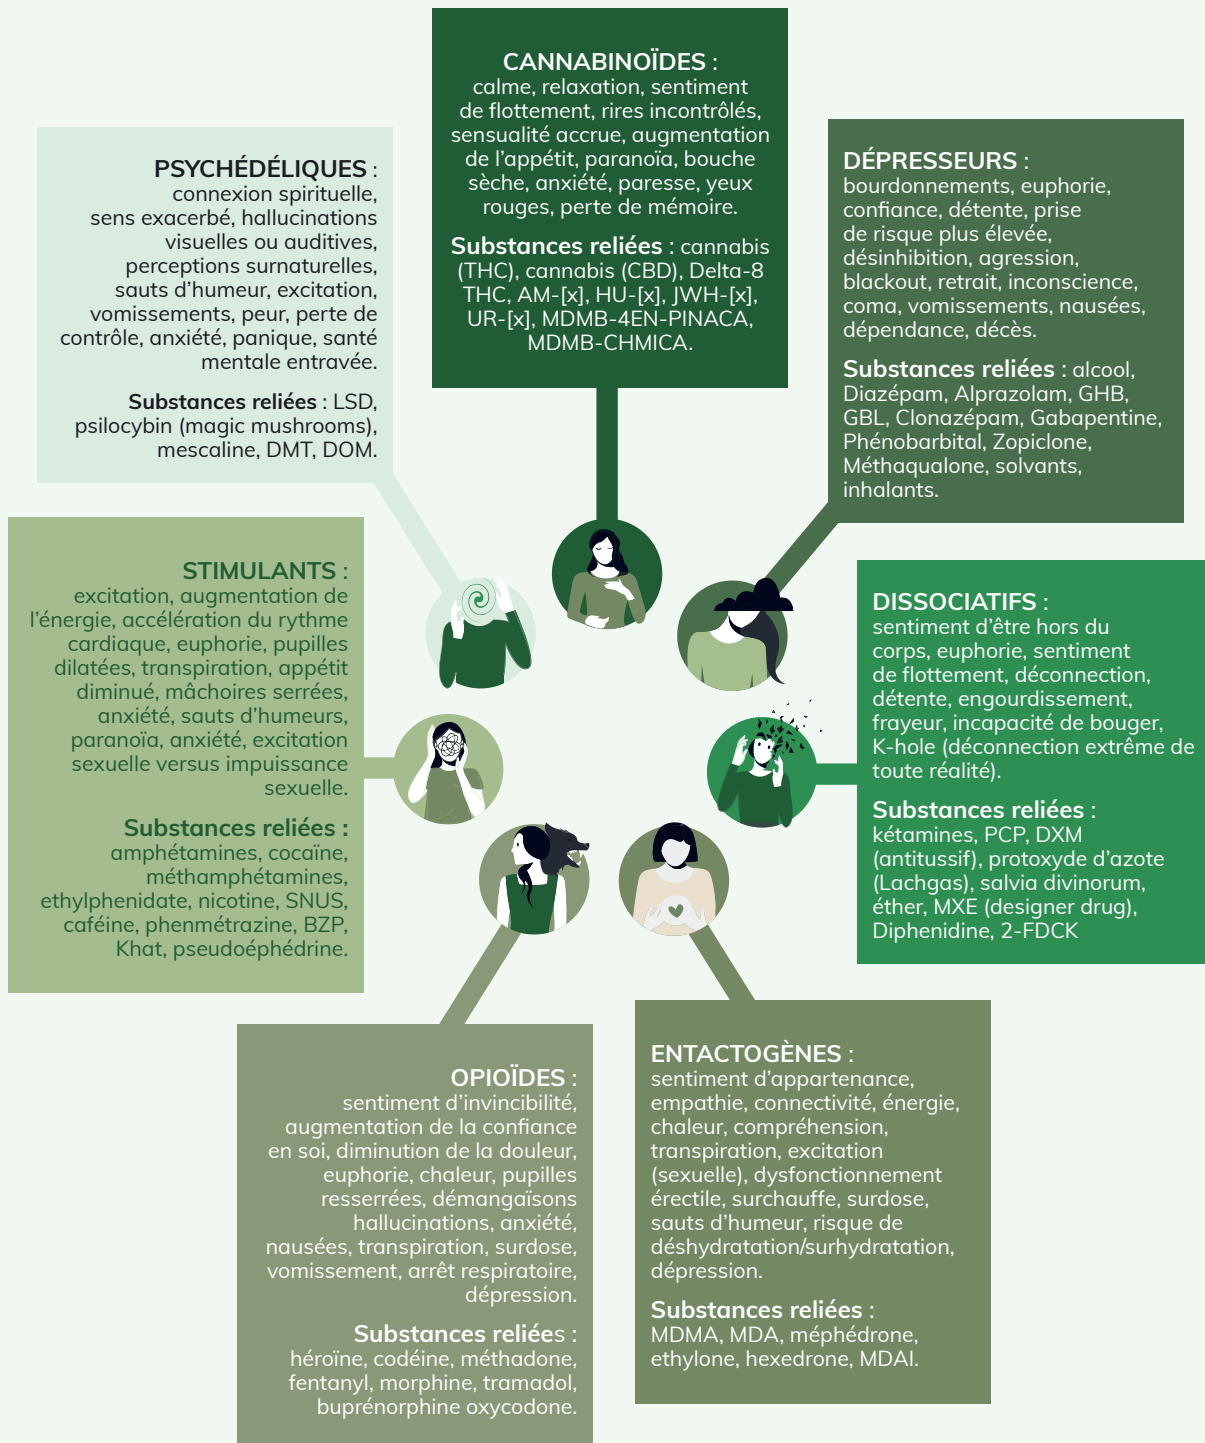 CANNABINOÏDES :
calme, relaxation, sentiment
de flottement, rires incontrôlés,
sensualité accrue, augmentation
de l'appétit, paranoïa, bouche
sèche, anxiété, paresse, yeux
rouges, perte de mémoire.
Substances reliées : cannabis
(THC), cannabis (CBD), Delta-8
THC, AM-[x], HU-[x], JWH-[x],
UR-[x], MDMB-4EN-PINACA,
MDMB-CHMICA.
PSYCHÉDÉLIQUES :
connexion spirituelle,
sens exacerbé, hallucinations
visuelles ou auditives,
perceptions surnaturelles,
sauts d'humeur, excitation,
vomissements, peur, perte de
contrôle, anxiété, panique, santé
mentale entravée.
Substances reliées : LSD,
psilocybin (magic mushrooms),
mescaline, DMT, DOM.
DÉPRESSEURS :
bourdonnements, euphorie,
confiance, détente, prise
de risque plus élevée,
désinhibition, agression,
blackout, retrait, inconscience,
coma, vomissements, nausées,
dépendance, décès.
Substances reliées : alcool,
Diazépam, Alprazolam, GHB,
GBL, Clonazépam, Gabapentine,
Phénobarbital, Zopiclone,
Méthaqualone, solvants,
inhalants.
STIMULANTS :
excitation, augmentation de
l'énergie, accélération du rythme
cardiaque, euphorie, pupilles
dilatées, transpiration, appétit
diminué, mâchoires serrées,
anxiété, sauts d'humeurs,
paranoïa, anxiété, excitation
sexuelle versus impuissance
sexuelle.
Substances reliées :
amphétamines, cocaïne,
méthamphétamines,
ethylphenidate, nicotine, SNUS,
caféine, phenmétrazine, BZP,
Khat, pseudoéphédrine.
DISSOCIATIFS :
sentiment d'être hors du
corps, euphorie, sentiment
de flottement, déconnection,
détente, engourdissement,
frayeur, incapacité de bouger,
K-hole (déconnection extrême de
toute réalité).
Substances reliées :
kétamines, PCP, DXM
(antitussif), protoxyde d'azote
(Lachgas), salvia divinorum,
éther, MXE (designer drug),
Diphenidine, 2-FDCK
OPIOÏDES :
sentiment d'invincibilité,
augmentation de la confiance
en soi, diminution de la douleur,
euphorie, chaleur, pupilles
resserrées, démangaïsons
hallucinations, anxiété,
nausées, transpiration, surdose,
vomissement, arrêt respiratoire,
dépression.
Substances reliées :
héroïne, codéine, méthadone,
fentanyl, morphine, tramadol,
buprénorphine oxycodone.
ENTACTOGÈNES :
sentiment d'appartenance,
empathie, connectivité, énergie,
chaleur, compréhension,
transpiration, excitation
(sexuelle), dysfonctionnement
érectile, surchauffe, surdose,
sauts d'humeur, risque de
déshydratation/surhydratation,
dépression.
Substances reliées :
MDMA, MDA, méphédrone,
ethylone, hexedrone, MDAI.